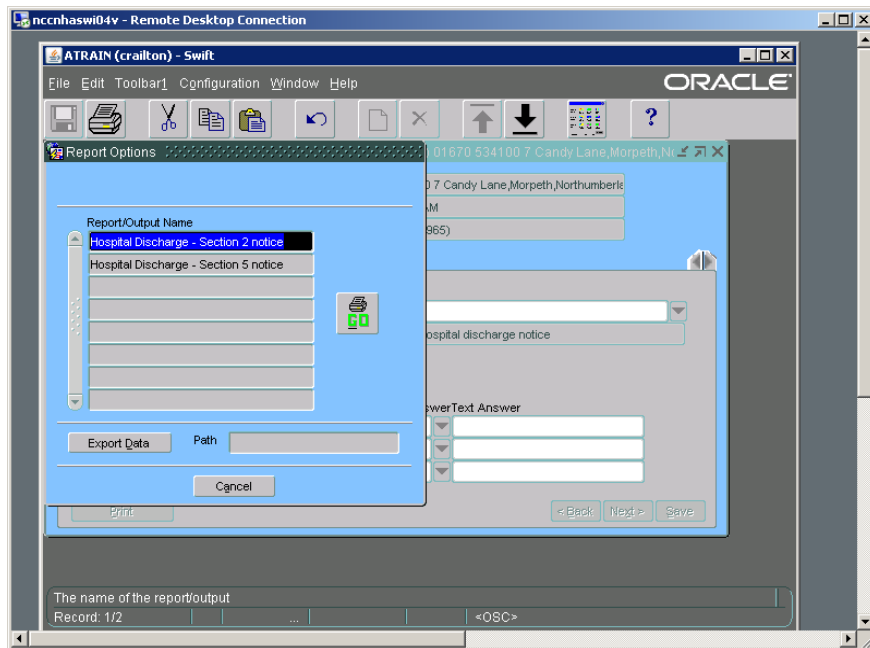 nccnhaswi04v - Remote Desktop Connection
ATRAIN (crailton) - Swift
File Edit Toolbar1 Configuration Window Help
ORACLE
?
Report Options
) 01670 534100 7 Candy Lane,Morpeth,N
0 7 Candy Lane,Morpeth,Northumberla
AM
965)
Report/Output Name
Hospital Discharge - Section 2 notice
Hospital Discharge - Section 5 notice
GO
ospital discharge notice
swerText Answer
Export Data Path
Cancel
Print
< Back Next > Save
The name of the report/output
Record: 1/2 ... <OSC>